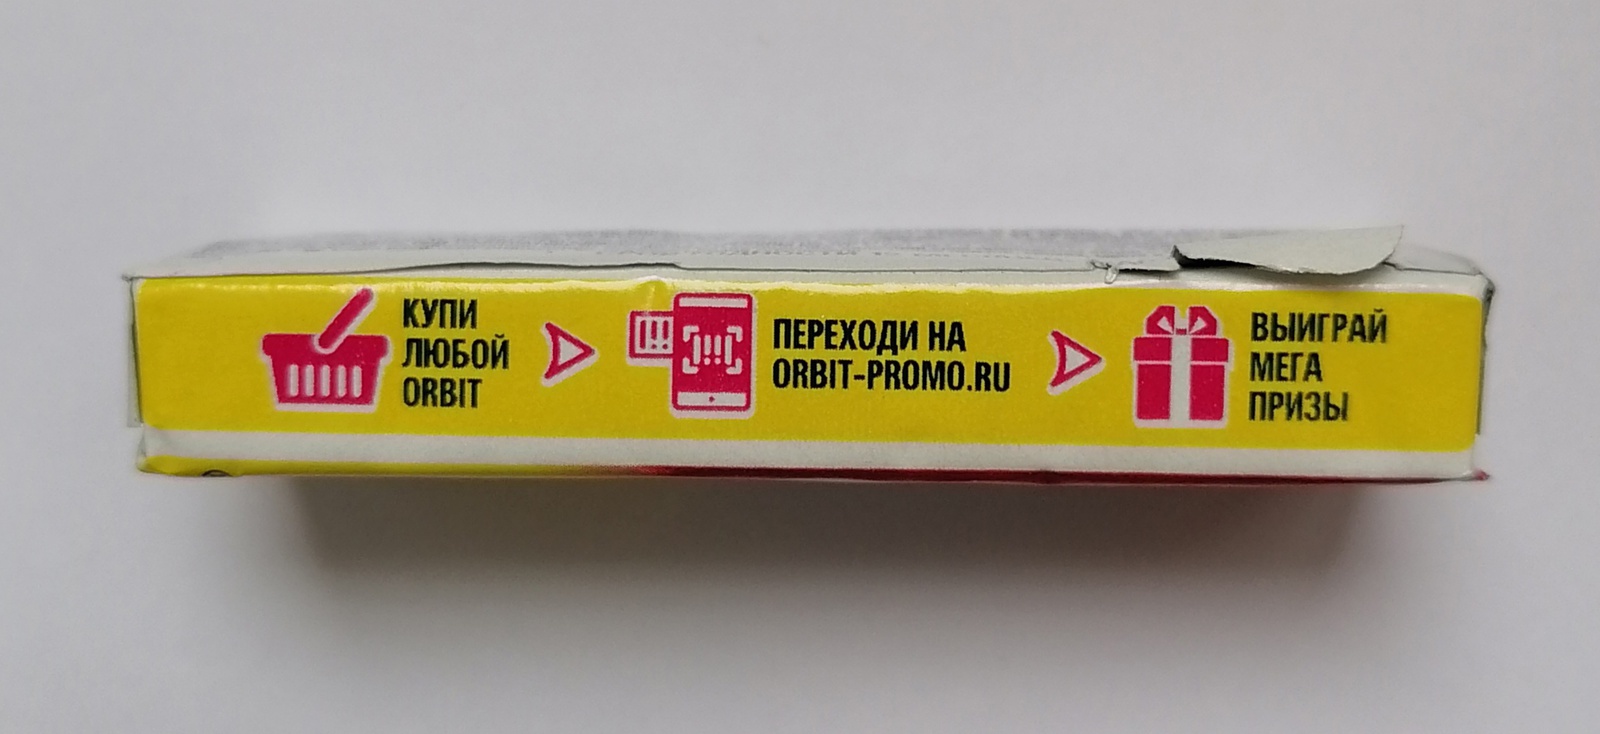 КУПИ
ЛЮБОЙ
ORBIT
ПЕРЕХОДИ НА
ORBIT-PROMO.RU
ВЫИГРАЙ
МЕГА
ПРИЗЫ